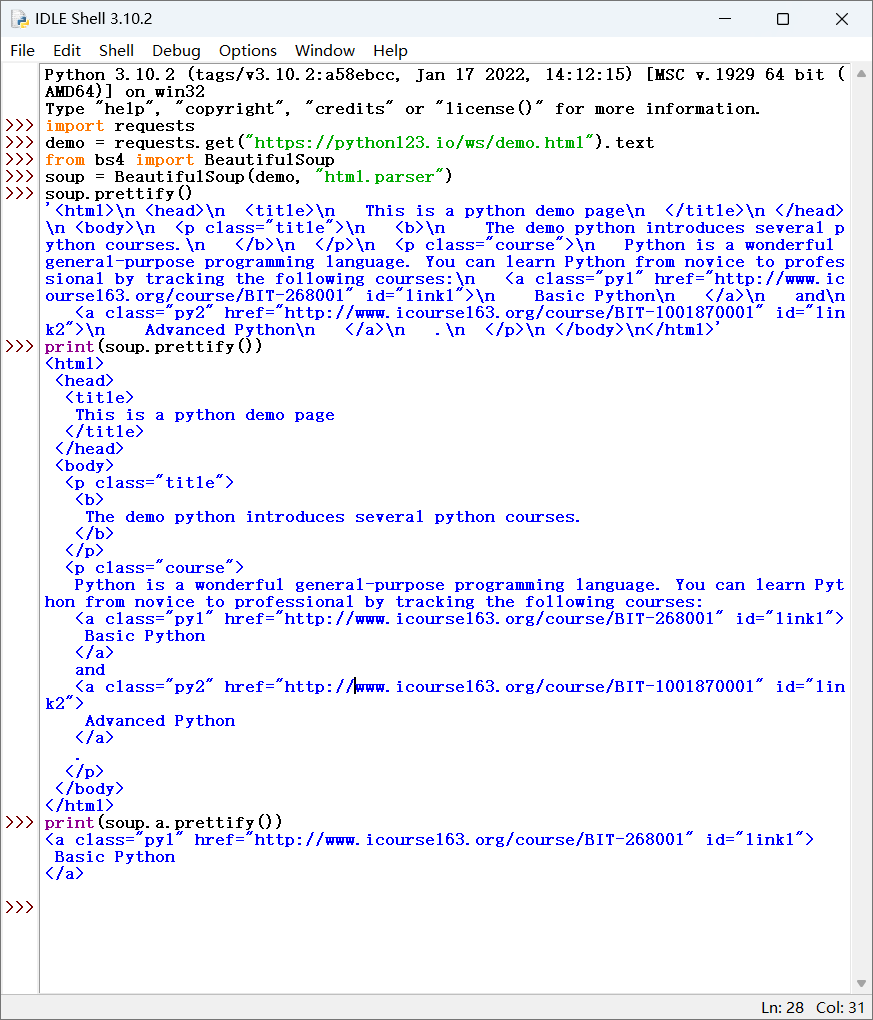 IDLE Shell 3.10.2
File Edit Shell Debug Options Window Help
Python 3.10.2 (tags/v3.10.2:a58ebcc, Jan 17 2022, 14:12:15) [MSC v.1929 64 bit (
AMD64)] on win32
Type "help", "copyright", "credits" or "license()" for more information.
>>> import requests
>>> demo = requests.get("https://python123.io/ws/demo.html").text
>>> from bs4 import BeautifulSoup
>>> soup = BeautifulSoup(demo, "html.parser")
>>> soup.prettify()
'<html>\n <head>\n  <title>\n   This is a python demo page\n  </title>\n </head>
\n <body>\n  <p class="title">\n   <b>\n    The demo python introduces several p
ython courses.\n   </b>\n  </p>\n  <p class="course">\n   Python is a wonderful
general-purpose programming language. You can learn Python from novice to profes
sional by tracking the following courses:\n   <a class="py1" href="http://www.ic
ourse163.org/course/BIT-268001" id="link1">\n    Basic Python\n   </a>\n   and\n
   <a class="py2" href="http://www.icourse163.org/course/BIT-1001870001" id="lin
k2">\n    Advanced Python\n   </a>\n   .\n  </p>\n </body>\n</html>'
>>> print(soup.prettify())
<html>
 <head>
  <title>
   This is a python demo page
  </title>
 </head>
 <body>
  <p class="title">
   <b>
    The demo python introduces several python courses.
   </b>
  </p>
  <p class="course">
   Python is a wonderful general-purpose programming language. You can learn Pyt
hon from novice to professional by tracking the following courses:
   <a class="py1" href="http://www.icourse163.org/course/BIT-268001" id="link1">
    Basic Python
   </a>
   and
   <a class="py2" href="http://www.icourse163.org/course/BIT-1001870001" id="lin
k2">
    Advanced Python
   </a>
   .
  </p>
 </body>
</html>
>>> print(soup.a.prettify())
<a class="py1" href="http://www.icourse163.org/course/BIT-268001" id="link1">
 Basic Python
</a>
>>>
Ln: 28 Col: 31